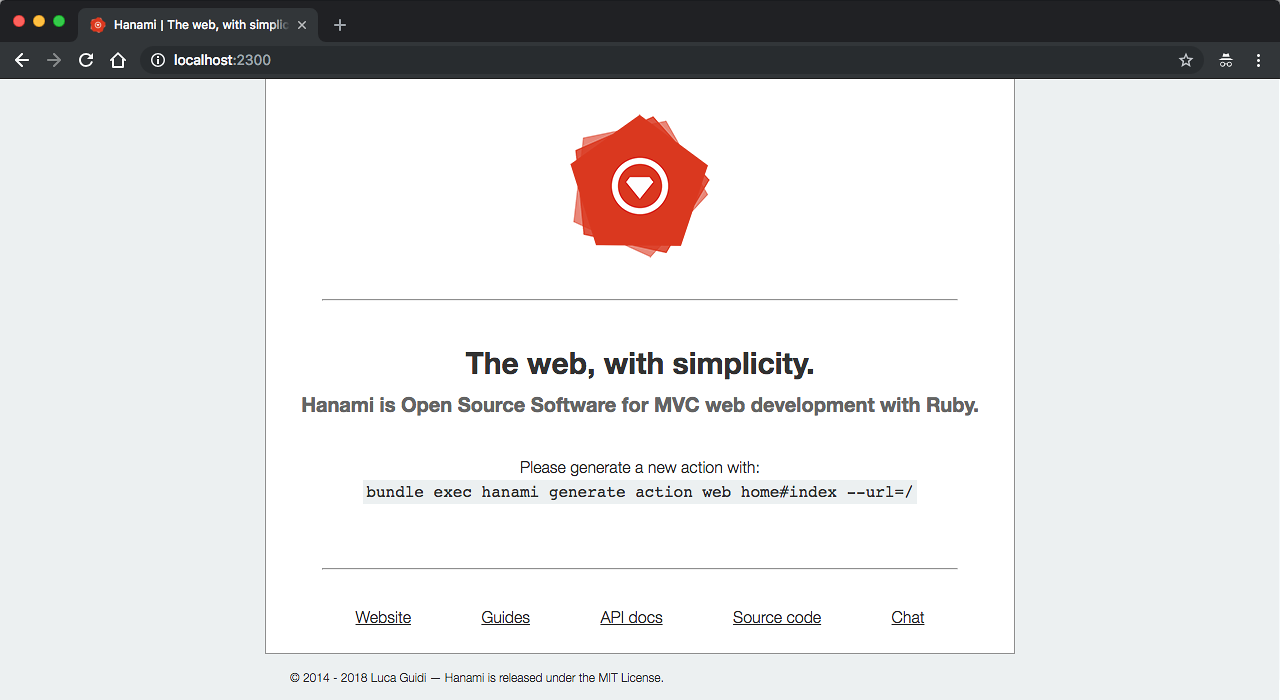 Hanami | The web, with simplic
localhost:2300
The web, with simplicity.
Hanami is Open Source Software for MVC web development with Ruby.
Please generate a new action with:
bundle exec hanami generate action web home#index --url=/
Website Guides API docs Source code Chat
© 2014 - 2018 Luca Guidi — Hanami is released under the MIT License.